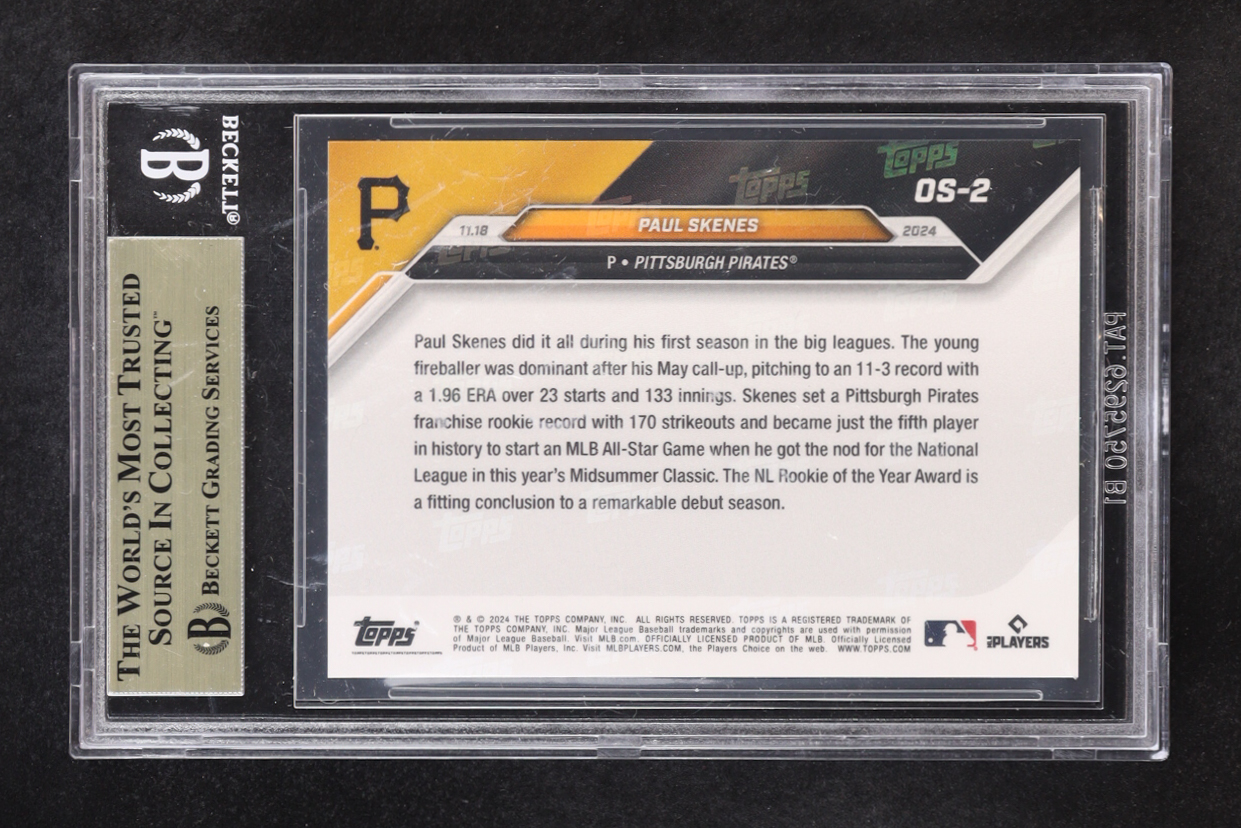 BECKETT®
B
THE WORLD'S MOST TRUSTED
SOURCE IN COLLECTING™
B BECKETT GRADING SERVICES
P
Topps
Topps
OS-2
11.18
PAUL SKENES
2024
P • PITTSBURGH PIRATES®
Paul Skenes did it all during his first season in the big leagues. The young
fireballer was dominant after his May call-up, pitching to an 11-3 record with
a 1.96 ERA over 23 starts and 133 innings. Skenes set a Pittsburgh Pirates
franchise rookie record with 170 strikeouts and became just the fifth player
in history to start an MLB All-Star Game when he got the nod for the National
League in this year's Midsummer Classic. The NL Rookie of the Year Award is
a fitting conclusion to a remarkable debut season.
Topps
® & © 2024 THE TOPPS COMPANY, INC. ALL RIGHTS RESERVED. TOPPS IS A REGISTERED TRADEMARK OF
THE TOPPS COMPANY, INC. Major League Baseball trademarks and copyrights are used with permission
of Major League Baseball. Visit MLB.com. OFFICIALLY LICENSED PRODUCT OF MLB. Officially Licensed
Product of MLB Players, Inc. Visit MLBPLAYERS.COM, the Players Choice on the web. WWW.TOPPS.COM
PLAYERS